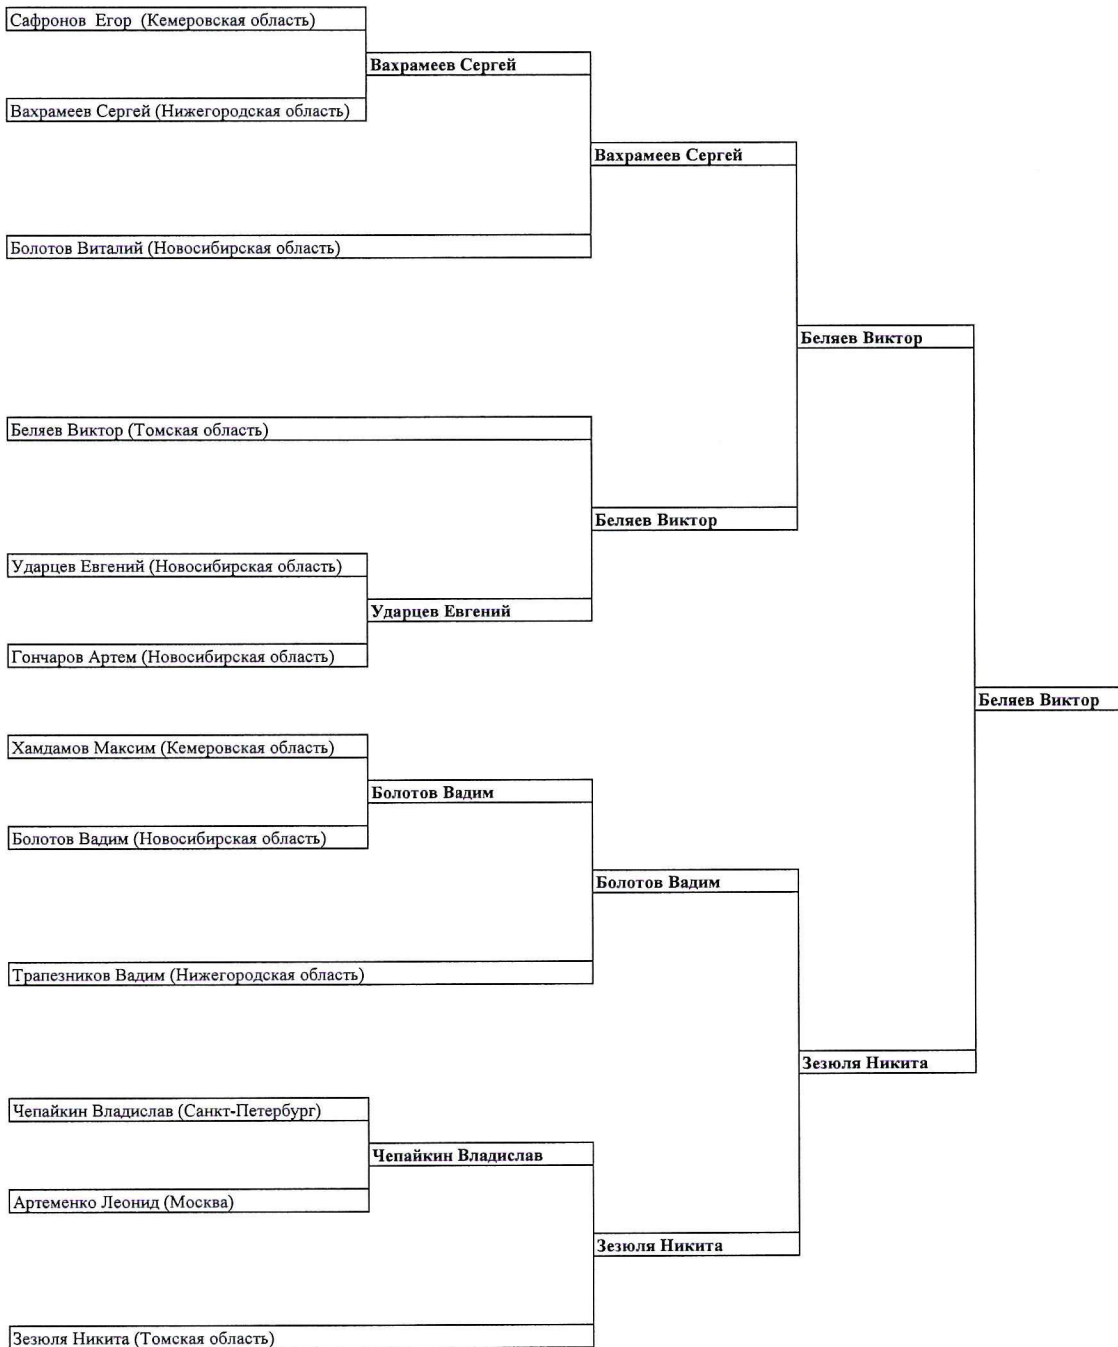 Сафронов Егор (Кемеровская область)
Вахрамеев Сергей
Вахрамеев Сергей (Нижегородская область)
Вахрамеев Сергей
Болотов Виталий (Новосибирская область)
Беляев Виктор
Беляев Виктор (Томская область)
Беляев Виктор
Ударцев Евгений (Новосибирская область)
Ударцев Евгений
Гончаров Артем (Новосибирская область)
Беляев Виктор
Хамдамов Максим (Кемеровская область)
Болотов Вадим
Болотов Вадим (Новосибирская область)
Болотов Вадим
Трапезников Вадим (Нижегородская область)
Зезюля Никита
Чепайкин Владислав (Санкт-Петербург)
Чепайкин Владислав
Артеменко Леонид (Москва)
Зезюля Никита
Зезюля Никита (Томская область)